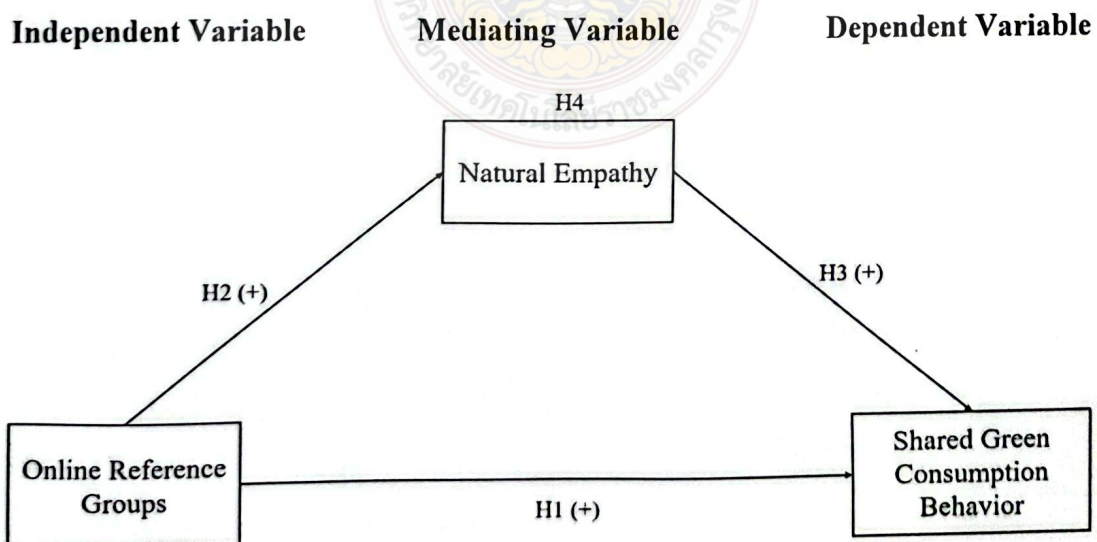 Independent Variable
Mediating Variable
Dependent Variable
H4
Natural Empathy
H2 (+)
H3 (+)
Online Reference
Groups
H1 (+)
Shared Green
Consumption
Behavior